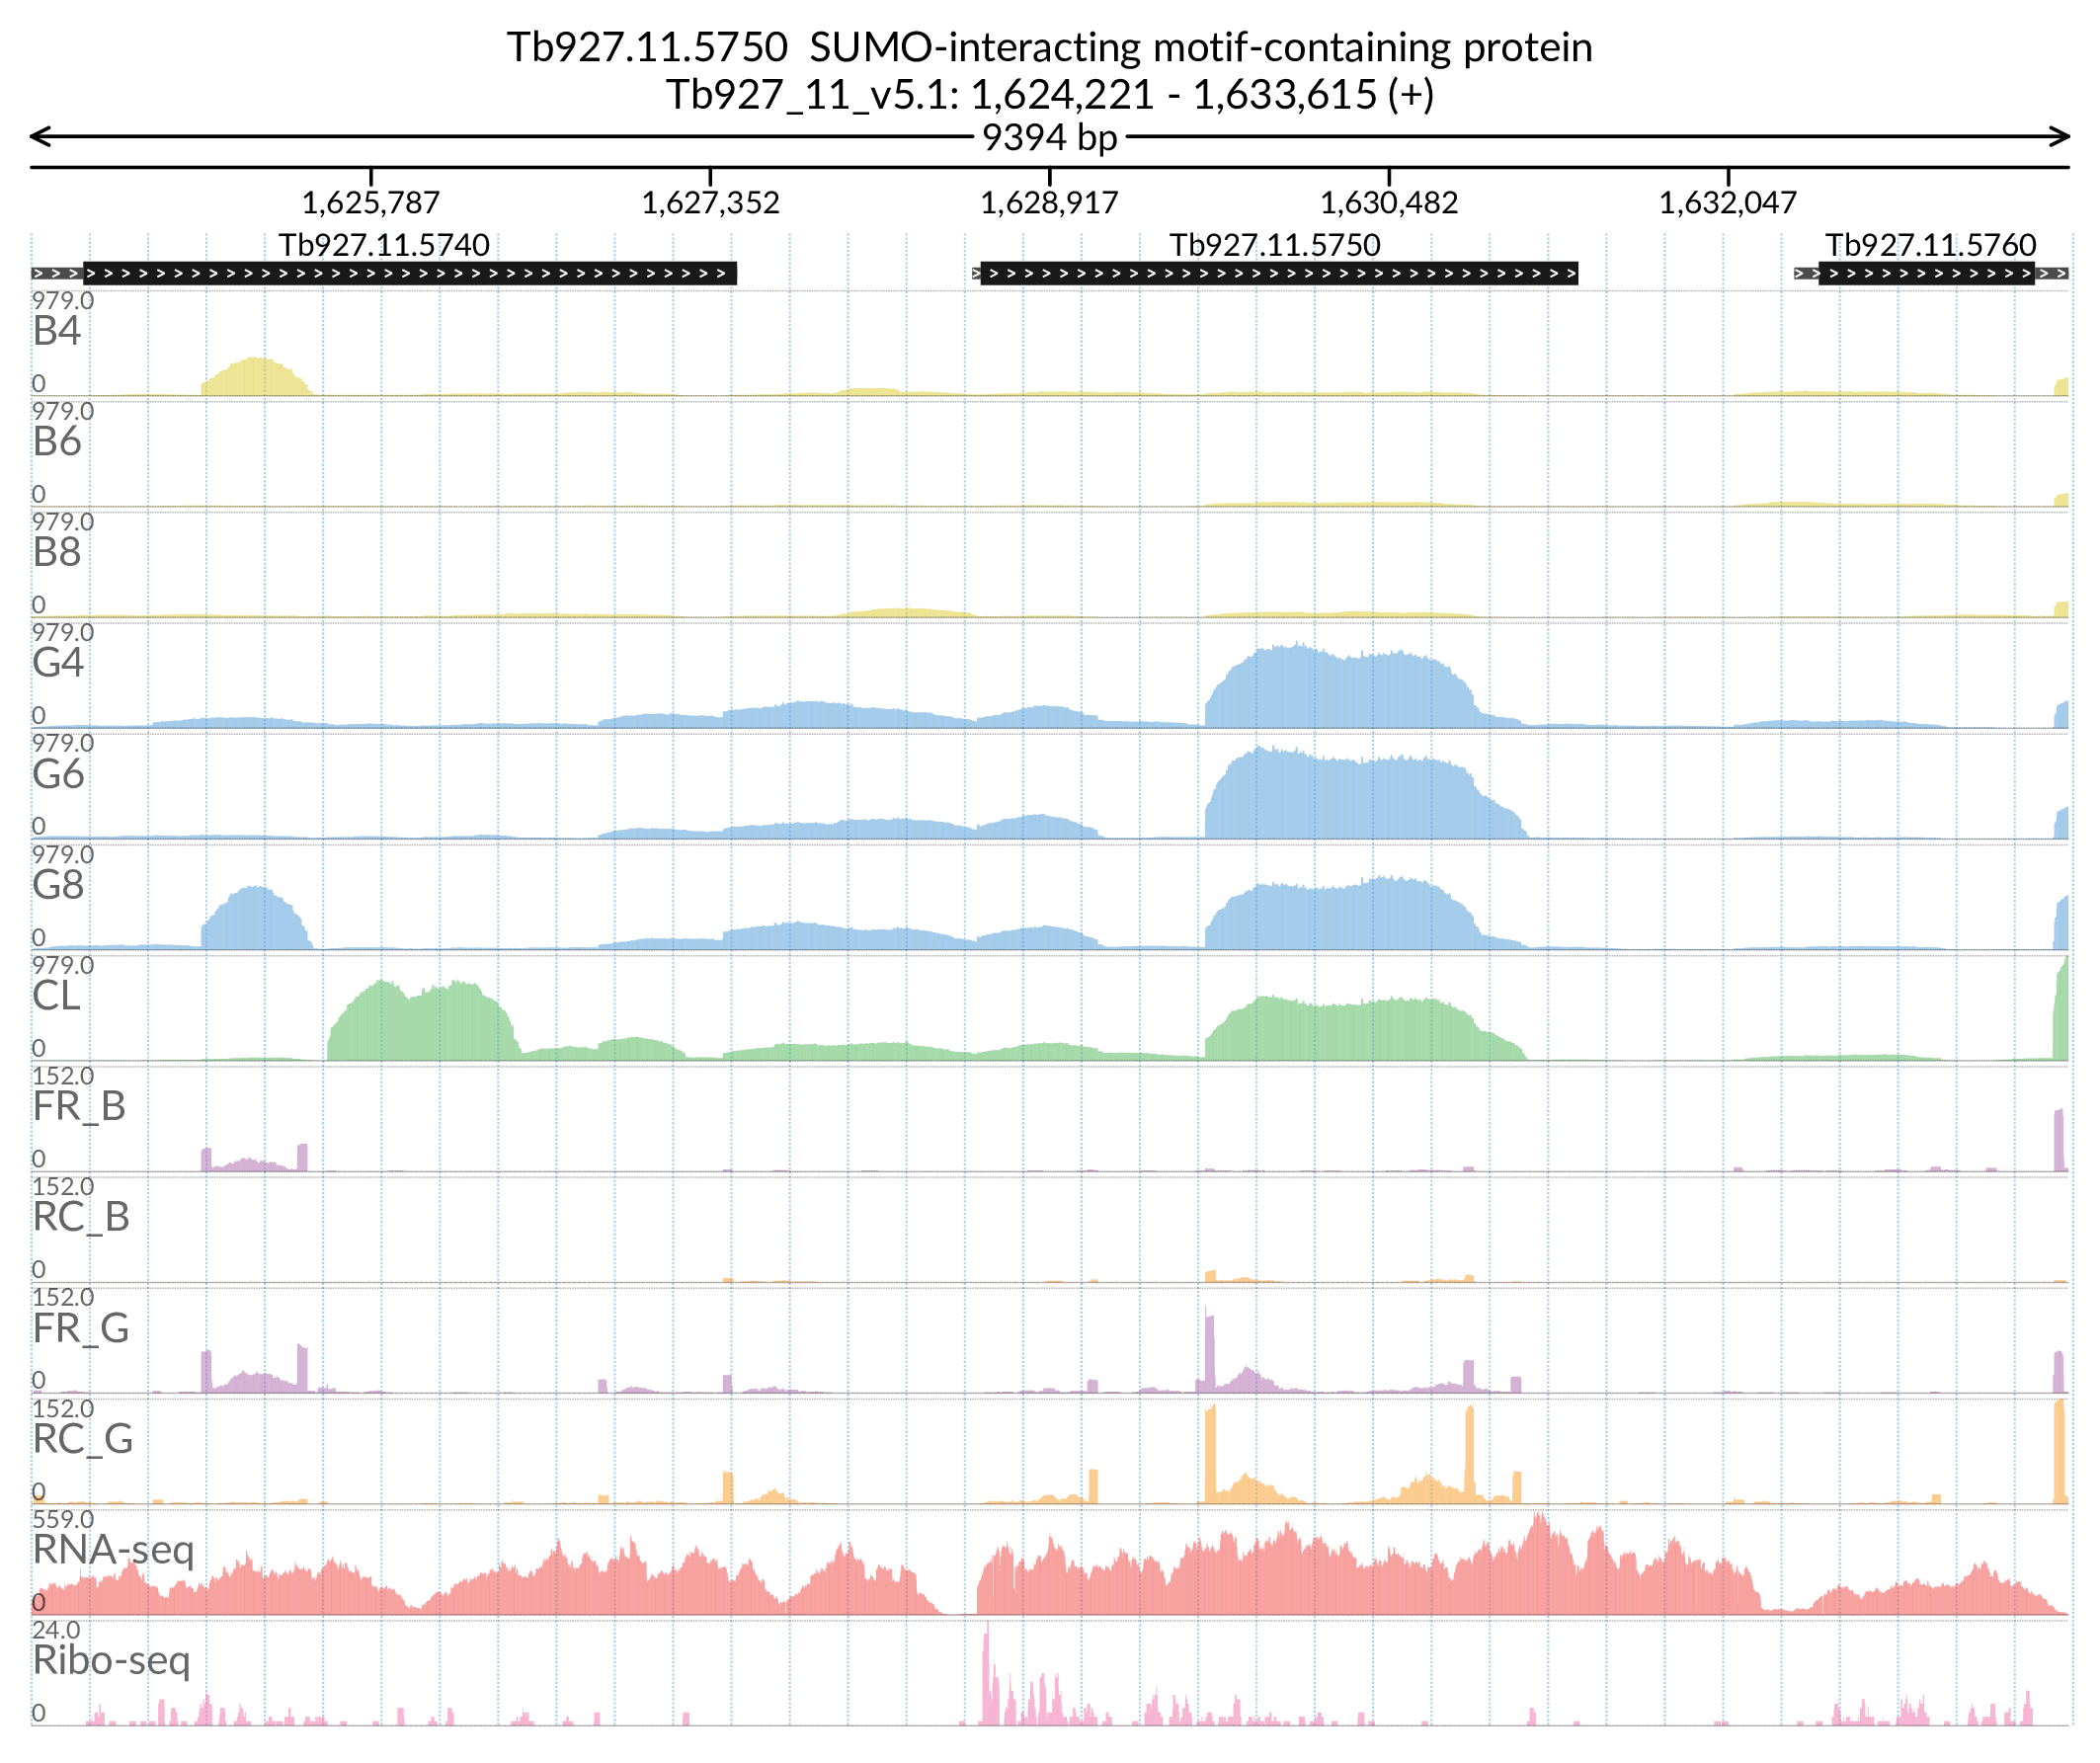 Tb927.11.5750  SUMO-interacting motif-containing protein
Tb927_11_v5.1: 1,624,221 - 1,633,615 (+)
9394 bp
1,625,787 1,627,352 1,628,917 1,630,482 1,632,047
Tb927.11.5740 Tb927.11.5750 Tb927.11.5760
979.0
B4
0
979.0
B6
0
979.0
B8
0
979.0
G4
0
979.0
G6
0
979.0
G8
0
979.0
CL
0
152.0
FR_B
0
152.0
RC_B
0
152.0
FR_G
0
152.0
RC_G
0
559.0
RNA-seq
0
24.0
Ribo-seq
0